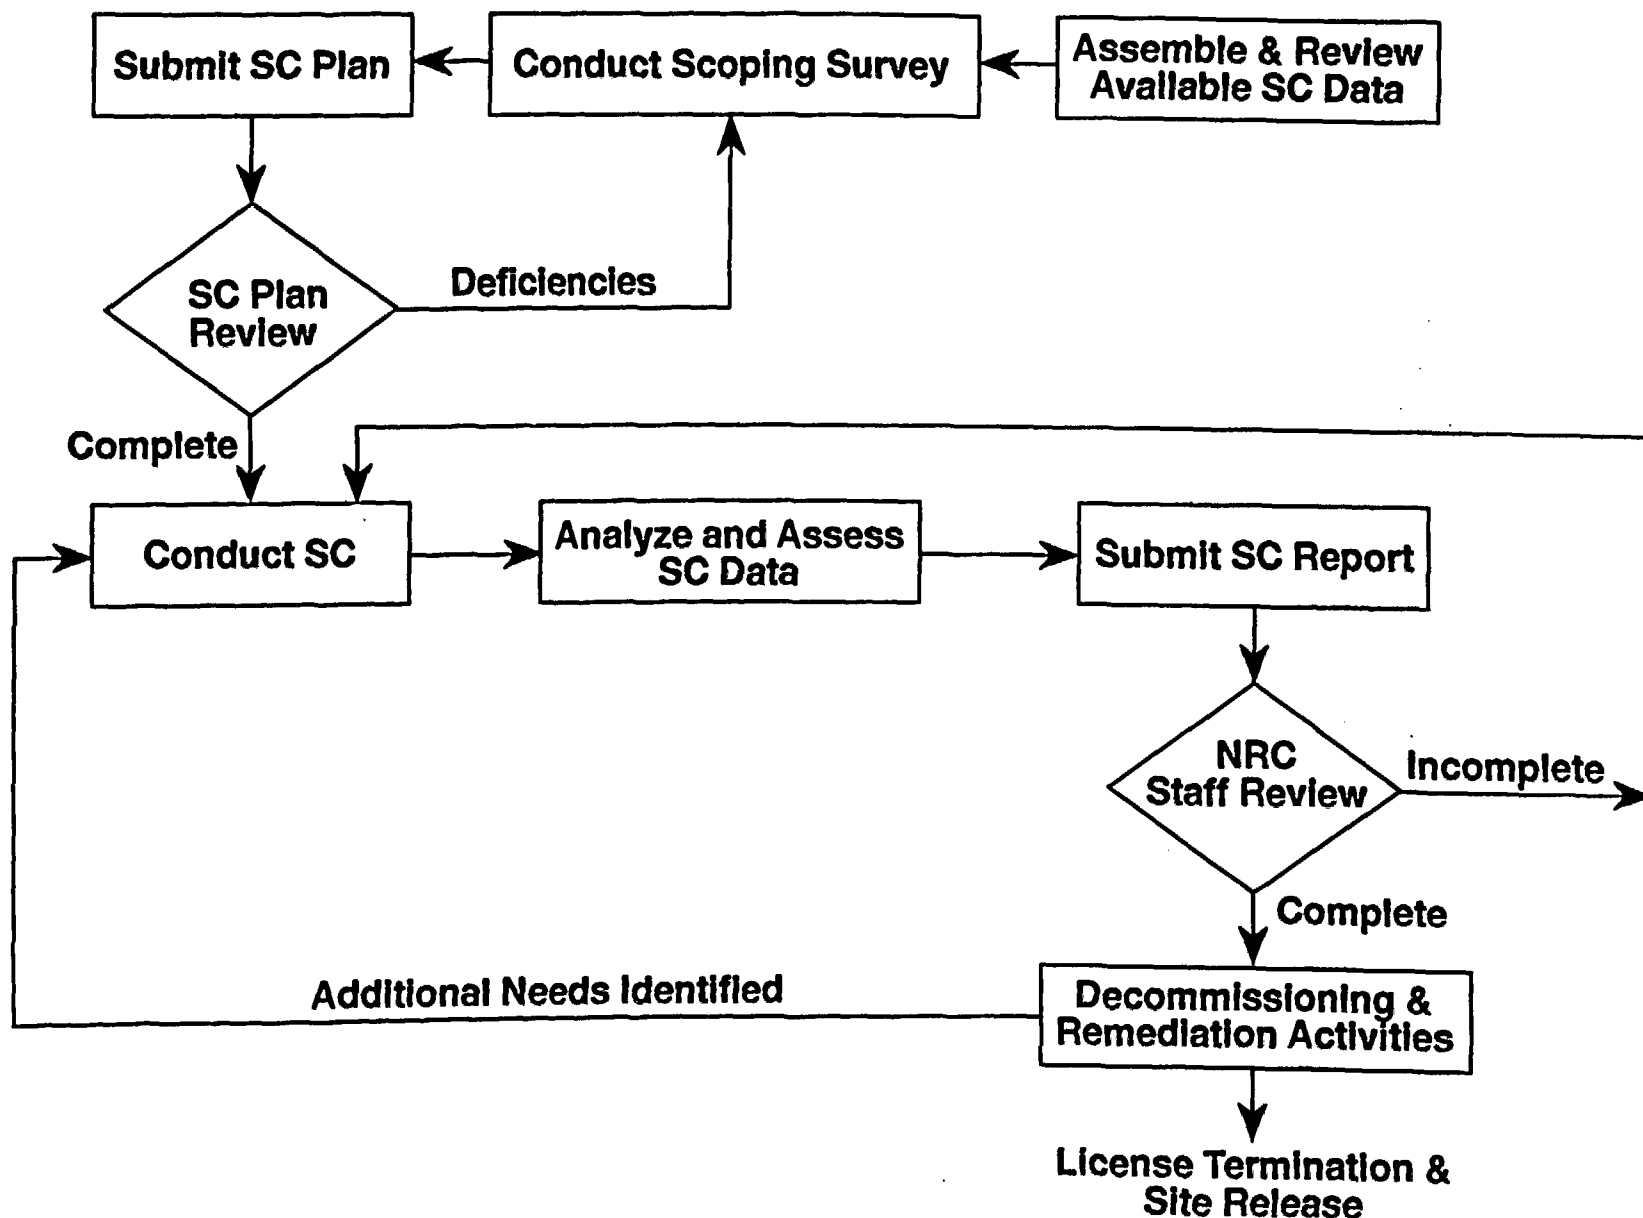 Submit SC Plan
Conduct Scoping Survey
Assemble & Review
Available SC Data
SC Plan
Review
Deficiencies
Complete
Conduct SC
Analyze and Assess
SC Data
Submit SC Report
NRC
Staff Review
Incomplete
Complete
Additional Needs Identified
Decommissioning &
Remediation Activities
License Termination &
Site Release